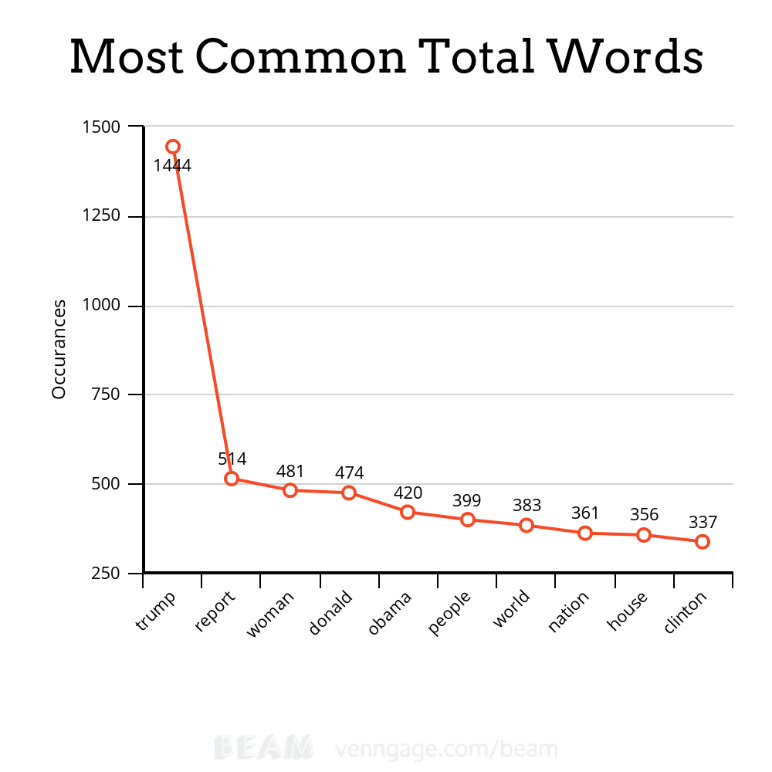 Most Common Total Words
1500
1250
1000
750
500
250
Occurances
1444
514
481
474
420
399
383
361
356
337
trump
report
woman
donald
obama
people
world
nation
house
clinton
BEAM venngage.com/beam